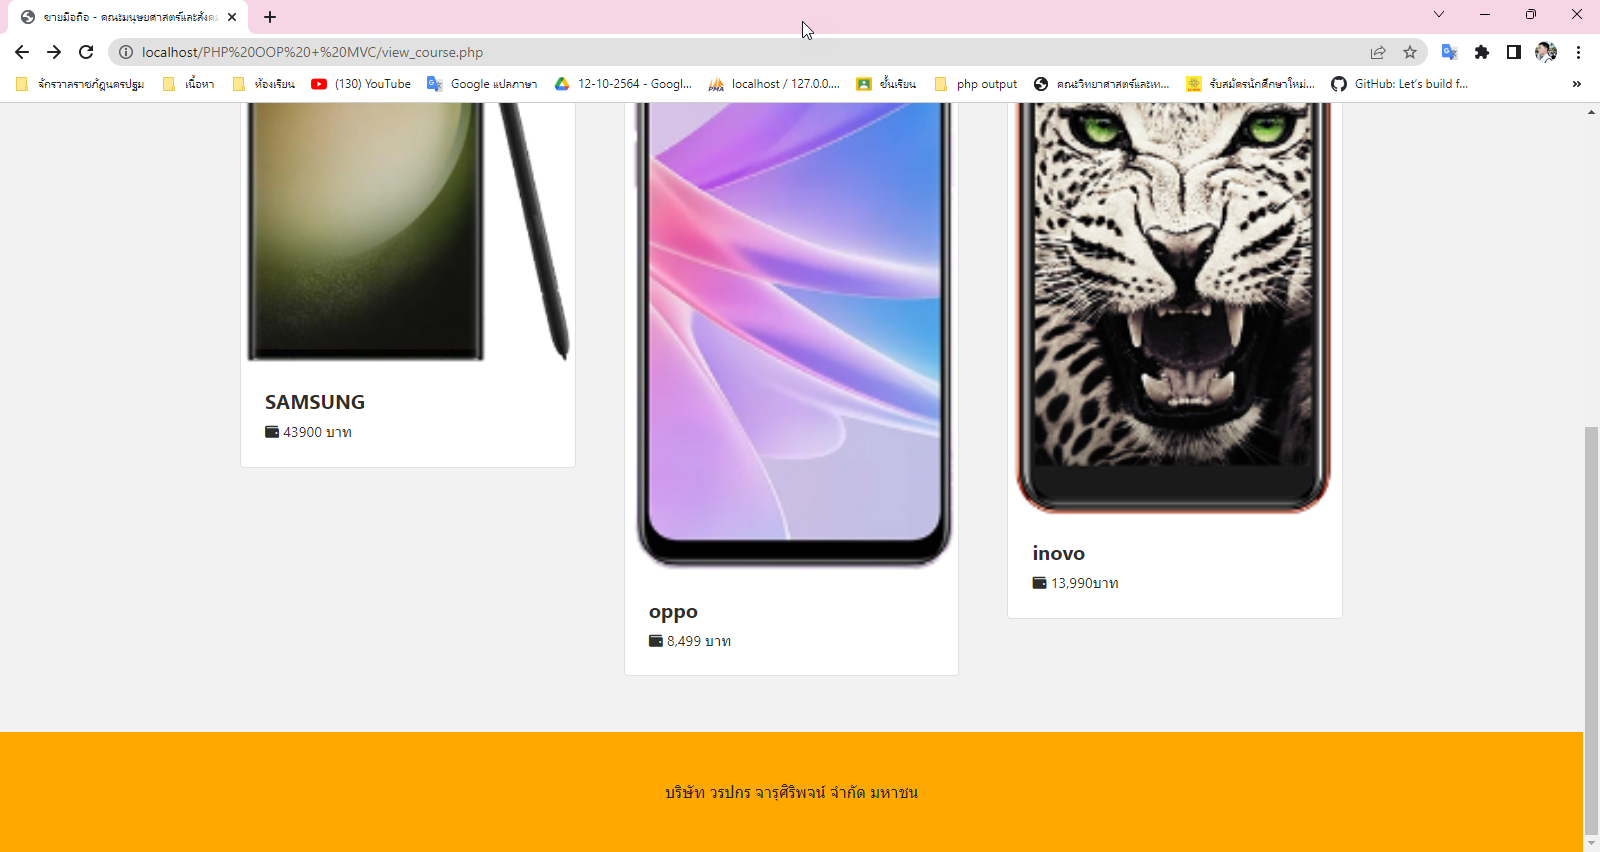 ขายมือถือ - คณะมนุษยศาสตร์และสังคม
localhost/PHP%20OOP%20+%20MVC/view_course.php
จักรวาลราชภัฏนครปฐม
เนื้อหา
ห้องเรียน
(130) YouTube
Google แปลภาษา
12-10-2564 - Googl...
localhost / 127.0.0....
ชั้นเรียน
php output
คณะวิทยาศาสตร์และเท...
รับสมัครนักศึกษาใหม่...
GitHub: Let's build f...
»
SAMSUNG
43900 บาท
inovo
13,990บาท
oppo
8,499 บาท
บริษัท วรปกร จารุศิริพจน์ จำกัด มหาชน